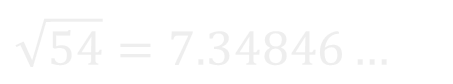 √54 = 7.34846 ...